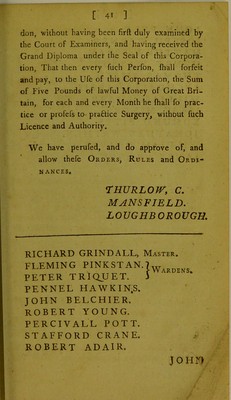 [ 41 ]
don, without having been first duly examined by
the Court of Examiners, and having received the
Grand Diploma under the Seal of this Corpora-
tion, That then every such Person, shall forfeit
and pay, to the Use of this Corporation, the Sum
of Five Pounds of lawful Money of Great Bri-
tain, for each and every Month he shall so prac-
tice or profess to practice Surgery, without such
Licence and Authority.
We have perused, and do approve of, and
allow these ORDERS, RULES and ORDI-
NANCES.
THURLOW, C.
MANSFIELD.
LOUGHBOROUGH.
RICHARD GRINDALL, MASTER.
FLEMING PINKSTAN. } WARDENS.
PETER TRIQUET.
PENNEL HAWKINS.
JOHN BELCHIER.
ROBERT YOUNG.
PERCIVALL POTT.
STAFFORD CRANE.
ROBERT ADAIR.
JOHN